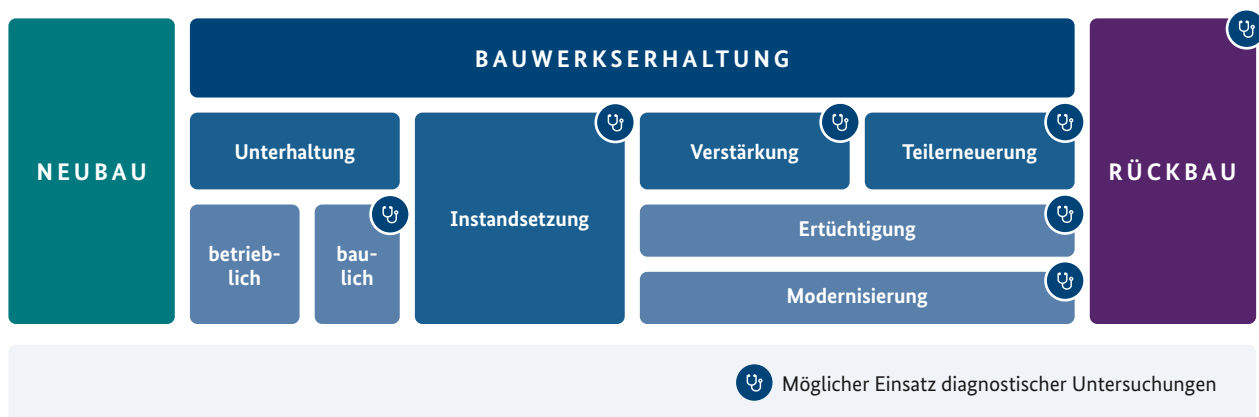 NEUBAU
BAUWERKSERHALTUNG
RÜCKBAU
Unterhaltung
betrieb-
lich
bau-
lich
Instandsetzung
Verstärkung
Teilerneuerung
Ertüchtigung
Modernisierung
Möglicher Einsatz diagnostischer Untersuchungen